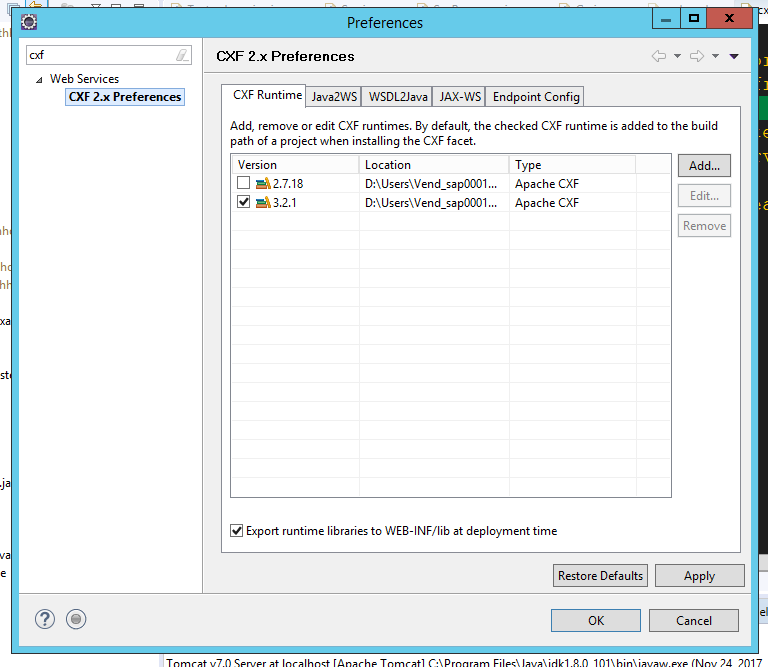 Preferences
cxf
Web Services
CXF 2.x Preferences
CXF 2.x Preferences
CXF Runtime
Java2WS
WSDL2Java
JAX-WS
Endpoint Config
Add, remove or edit CXF runtimes. By default, the checked CXF runtime is added to the build
path of a project when installing the CXF facet.
Version Location Type
2.7.18 D:\Users\Vend_sap0001... Apache CXF
3.2.1 D:\Users\Vend_sap0001... Apache CXF
Add...
Edit...
Remove
Export runtime libraries to WEB-INF/lib at deployment time
Restore Defaults
Apply
OK
Cancel
Tomcat v7.0 Server at localhost [Apache Tomcat] C:\Program Files\Java\jdk1.8.0_101\bin\javaw.exe (Nov 24, 2017